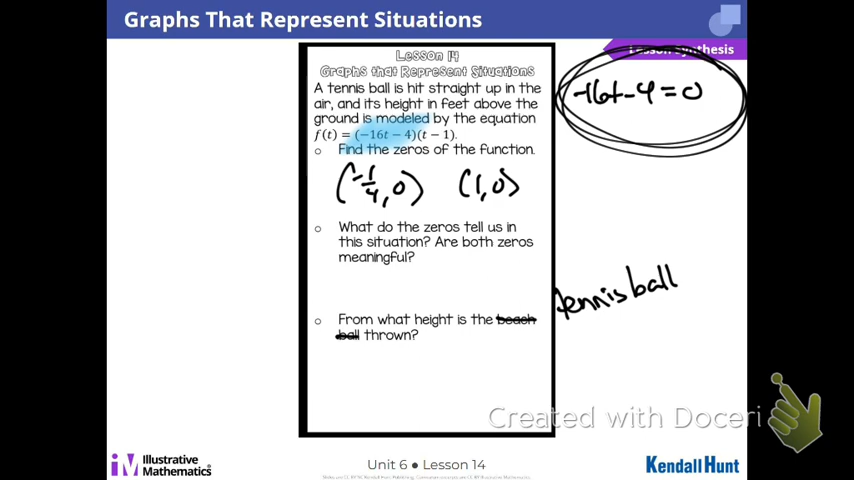 Graphs That Represent Situations
Lesson Synthesis
Lesson 14
Graphs that Represent Situations
A tennis ball is hit straight up in the
air, and its height in feet above the
ground is modeled by the equation
f(t) = (−16t − 4)(t − 1).
○ Find the zeros of the function.
(-1/4, 0) (1, 0)
-16t-4=0
○ What do the zeros tell us in
this situation? Are both zeros
meaningful?
○ From what height is the beach
ball thrown?
tennis ball
Created with Doceri
iM Illustrative
Mathematics®
Unit 6 ● Lesson 14
Kendall Hunt